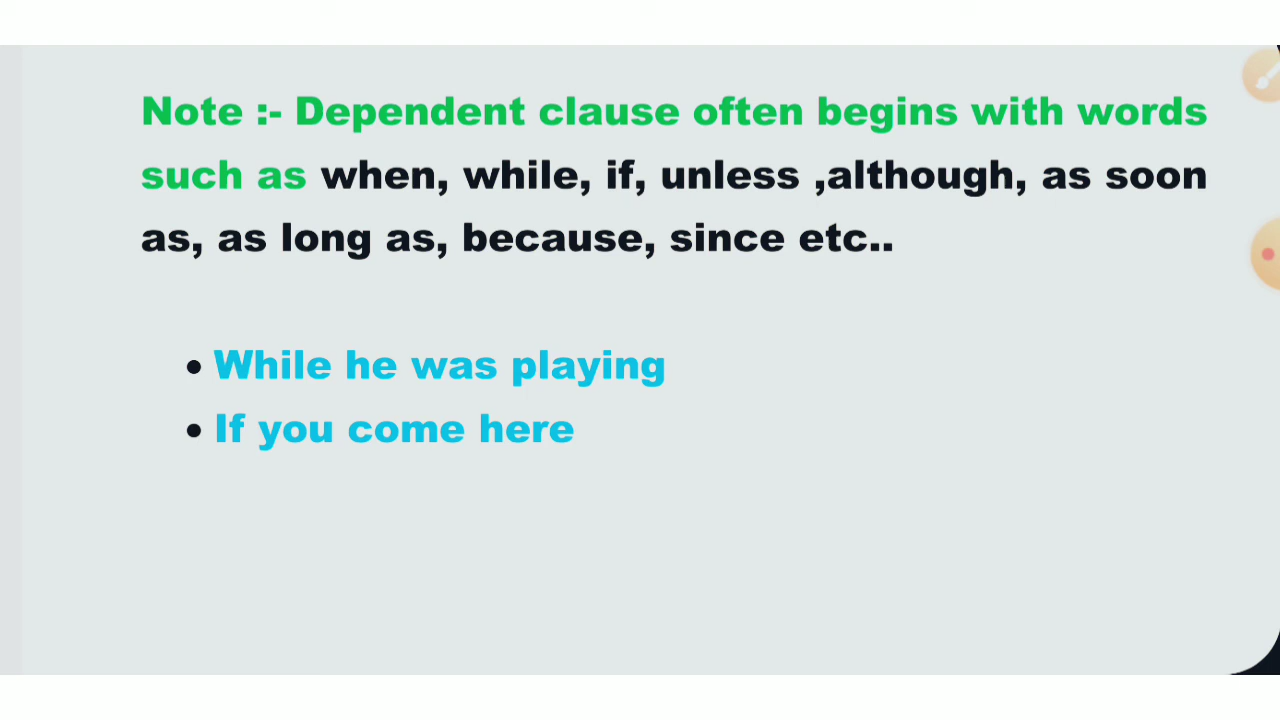 Note :- Dependent clause often begins with words
such as when, while, if, unless ,although, as soon
as, as long as, because, since etc..
• While he was playing
• If you come here